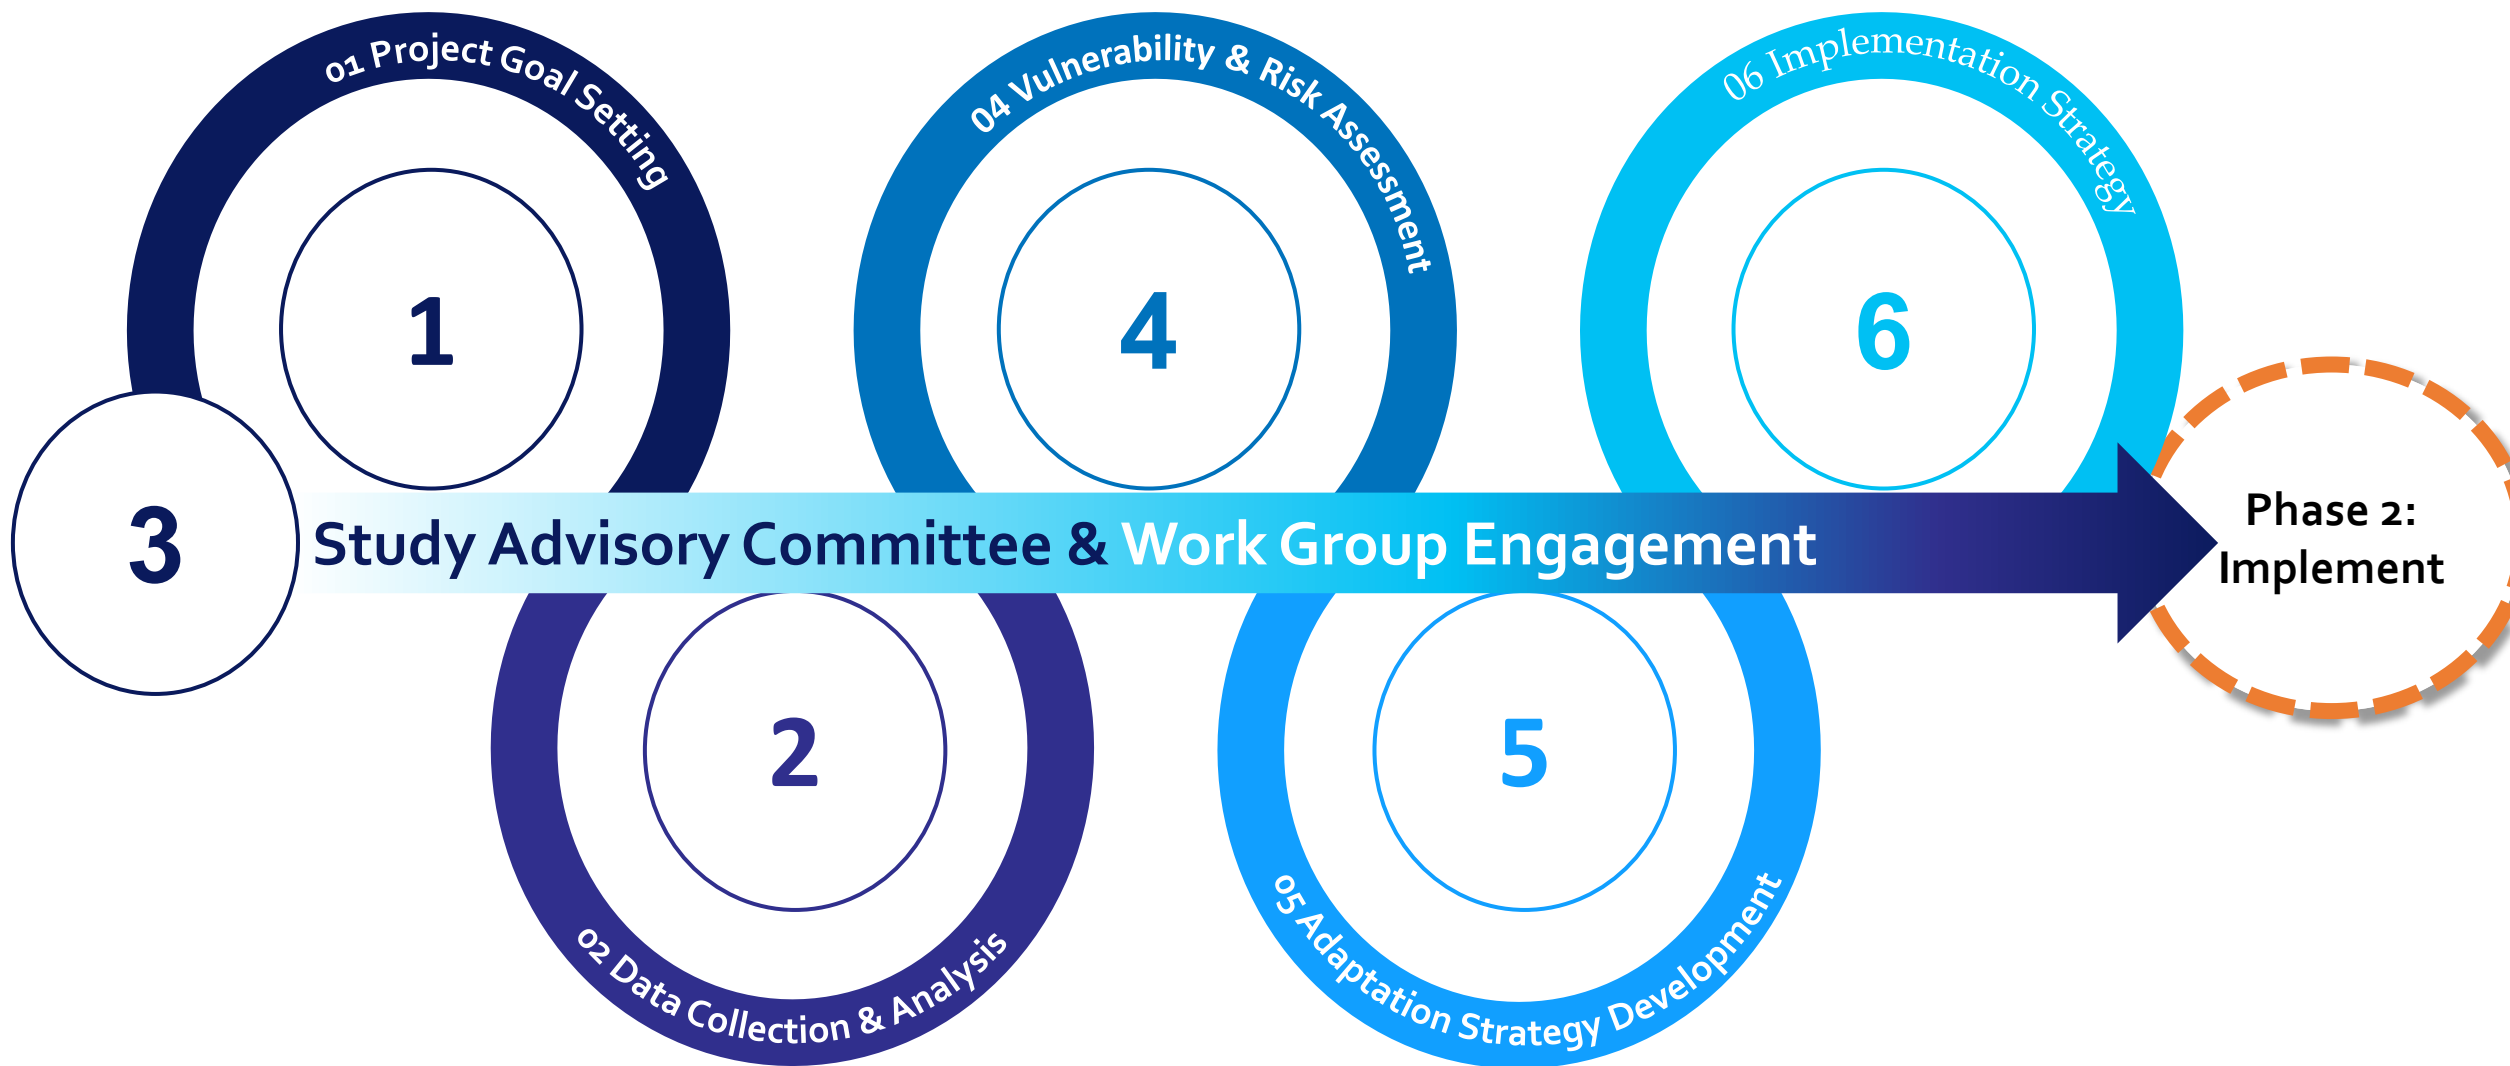 01 Project Goal Setting
1
04 Vulnerability & Risk Assessment
4
06 Implementation Strategy
6
3
Study Advisory Committee & Work Group Engagement
Phase 2:
Implement
2
02 Data Collection & Analysis
5
05 Adaptation Strategy Development